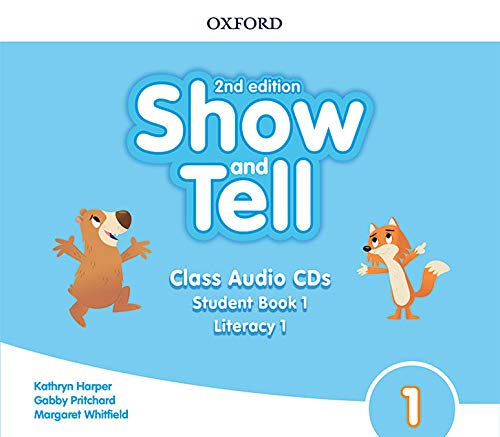 OXFORD
2nd edition
Show
and
Tell
Class Audio CDs
Student Book 1
Literacy 1
Kathryn Harper
Gabby Pritchard
Margaret Whitfield
1